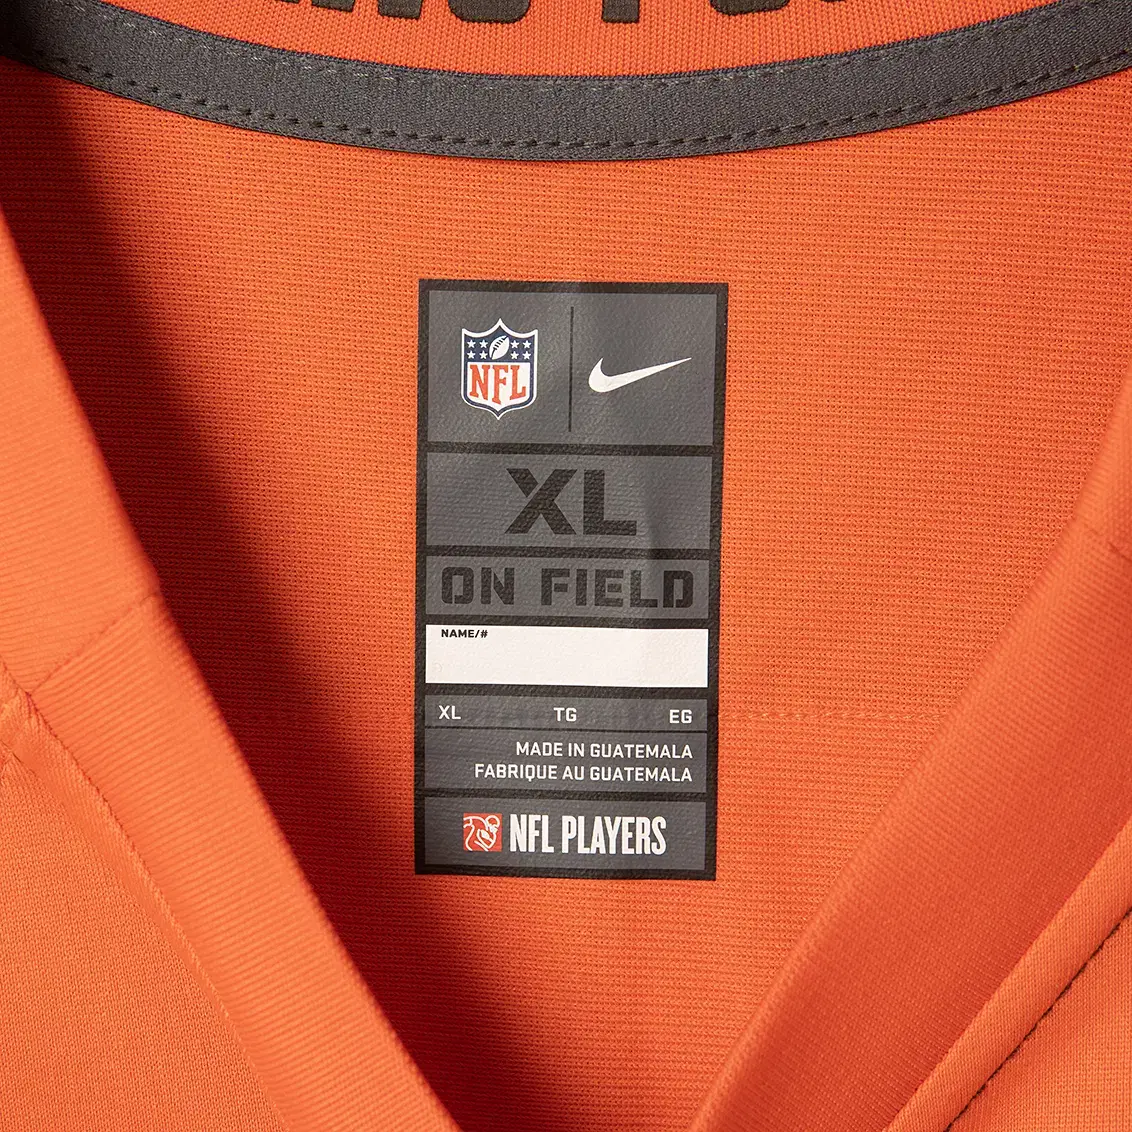 NFL
XL
ON FIELD
NAME/#
XL TG EG
MADE IN GUATEMALA
FABRIQUE AU GUATEMALA
NFL PLAYERS